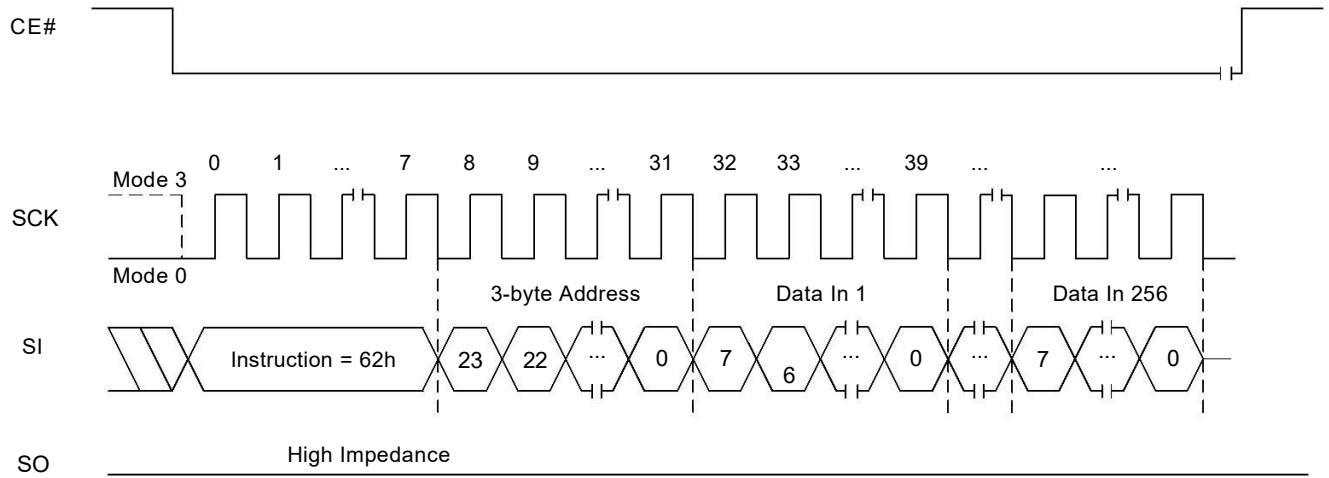 CE#
0 1 ... 7 8 9 ... 31 32 33 ... 39 ... ...
Mode 3
SCK
Mode 0
3-byte Address Data In 1 Data In 256
SI Instruction = 62h 23 22 ... 0 7 6 ... 0 ... 7 ... 0
High Impedance
SO